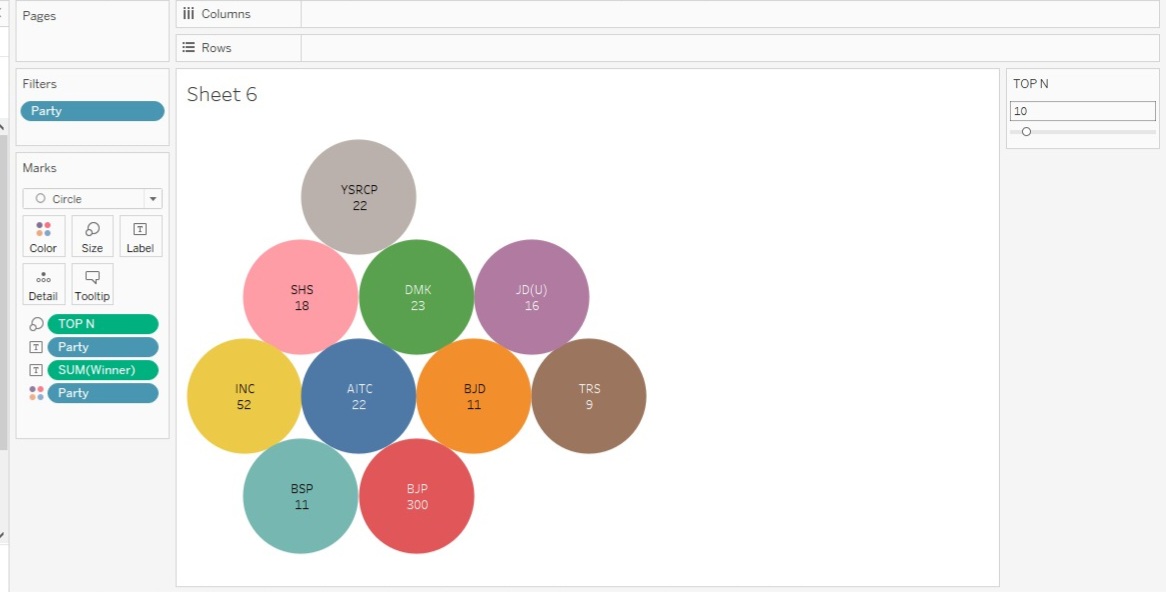 Pages
Columns
Rows
Filters
Party
Sheet 6
TOP N
10
Marks
Circle
Color
Size
Label
Detail
Tooltip
TOP N
Party
SUM(Winner)
Party
YSRCP
22
SHS
18
DMK
23
JD(U)
16
INC
52
AITC
22
BJD
11
TRS
9
BSP
11
BJP
300